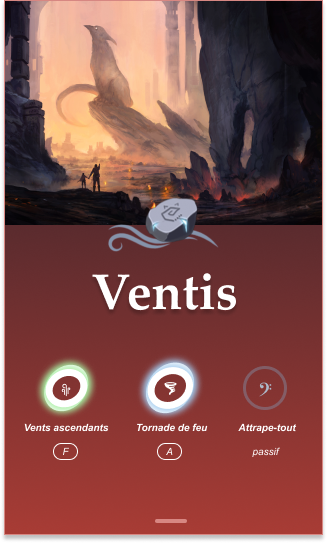 Ventis
Vents ascendants
Tornade de feu
Attrape-tout
F
A
passif